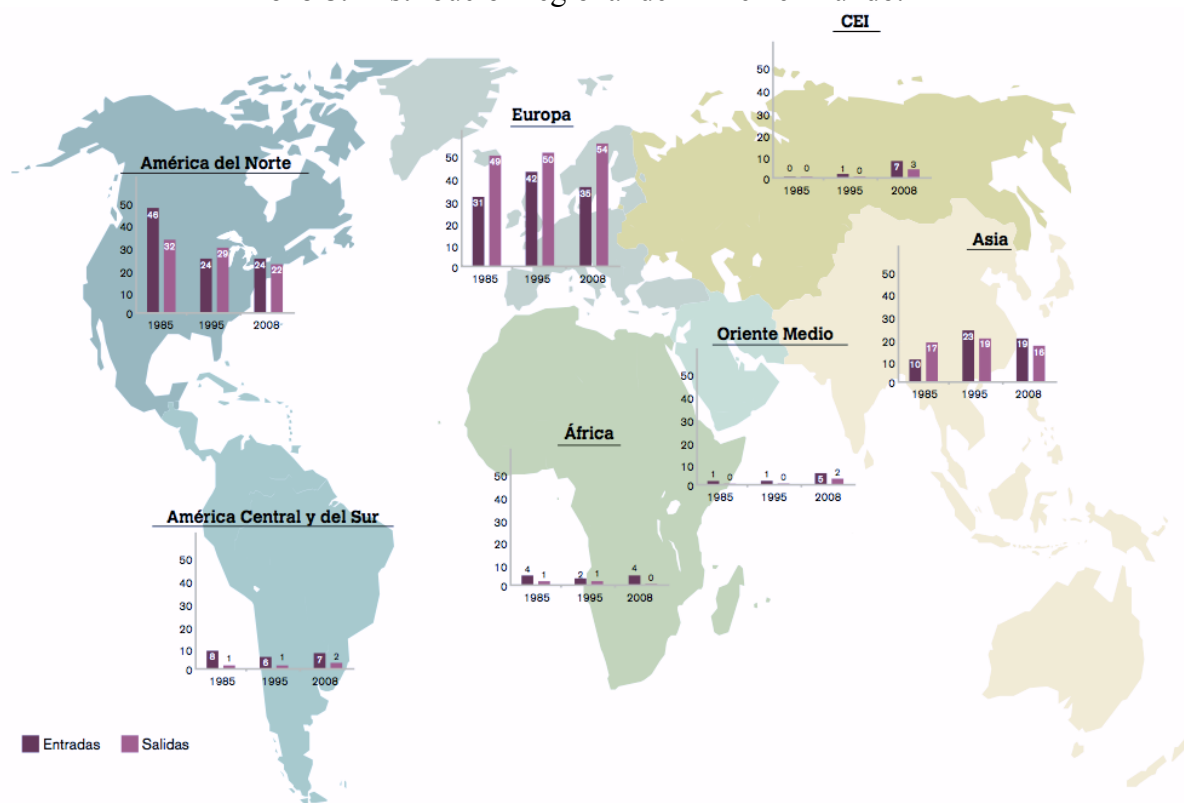 CEI
50
40
30
20
10
0
0 0 1 0 7 3
1985 1995 2008
Europa
50
40
30
20
10
0
31 49 42 50 35 54
1985 1995 2008
América del Norte
50
40
30
20
10
0
46 32 24 29 24 22
1985 1995 2008
Asia
50
40
30
20
10
0
10 17 23 19 19 16
1985 1995 2008
Oriente Medio
50
40
30
20
10
0
1 0 1 0 5 2
1985 1995 2008
África
50
40
30
20
10
0
4 1 2 1 4 0
1985 1995 2008
América Central y del Sur
50
40
30
20
10
0
8 1 6 1 7 2
1985 1995 2008
Entradas Salidas